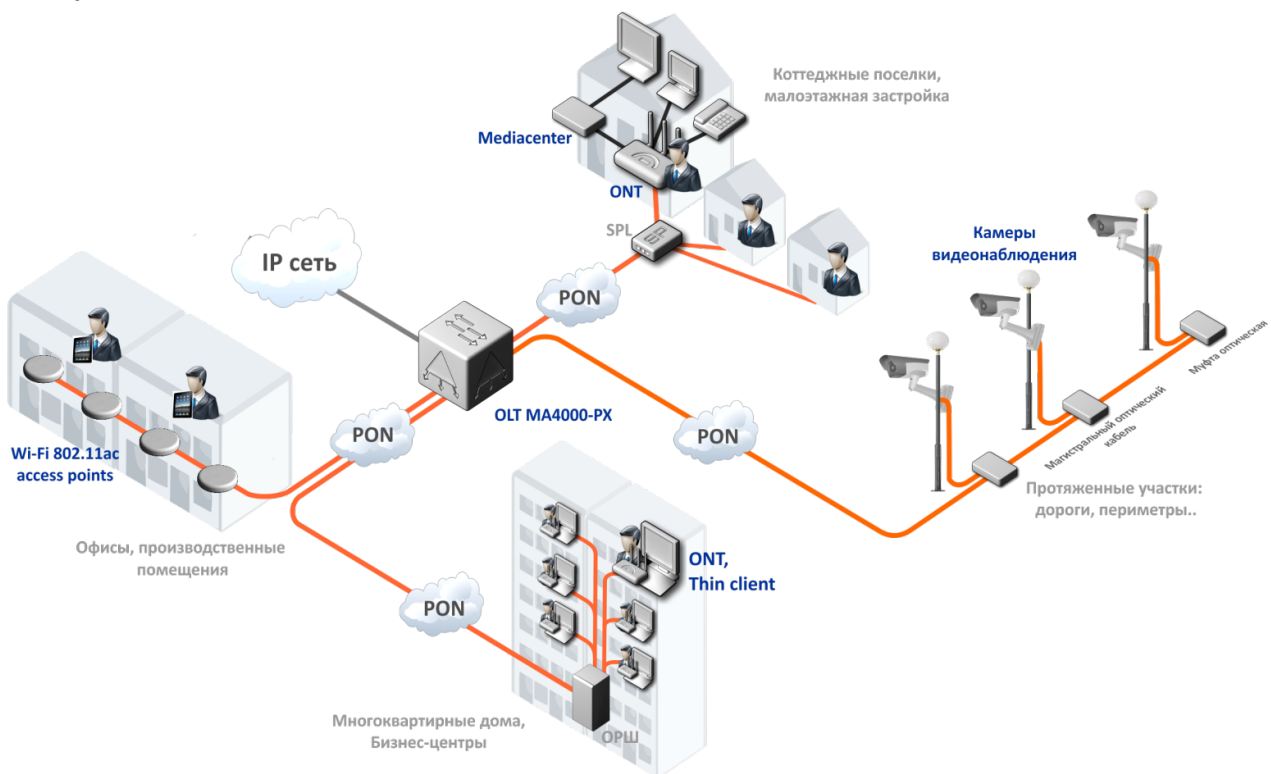 Коттеджные поселки,
малоэтажная застройка
Mediacenter
ONT
SPL
Камеры
видеонаблюдения
IP сеть
PON
OLT MA4000-PX
Муфта оптическая
Магистральный оптический
кабель
PON
PON
Wi-Fi 802.11ac
access points
Протяженные участки:
дороги, периметры..
Офисы, производственные
помещения
ONT,
Thin client
PON
Многоквартирные дома,
Бизнес-центры
ОРШ